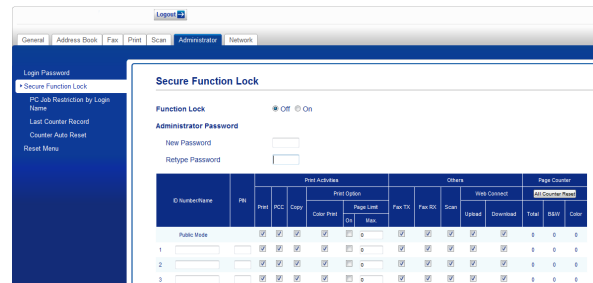 Logout
General Address Book Fax Print Scan Administrator Network
Login Password
Secure Function Lock
PC Job Restriction by Login
Name
Last Counter Record
Counter Auto Reset
Reset Menu
Secure Function Lock
Function Lock Off On
Administrator Password
New Password
Retype Password
Print Activities Others Page Counter
Print Option Web Connect All Counter Reset
ID Number/Name PIN Print PCC Copy Color Print Page Limit Fax TX Fax RX Scan Upload Download Total B&W Color
On Max.
Public Mode 0 0 0 0
1 0 0 0 0
2 0 0 0 0
3 0 0 0 0